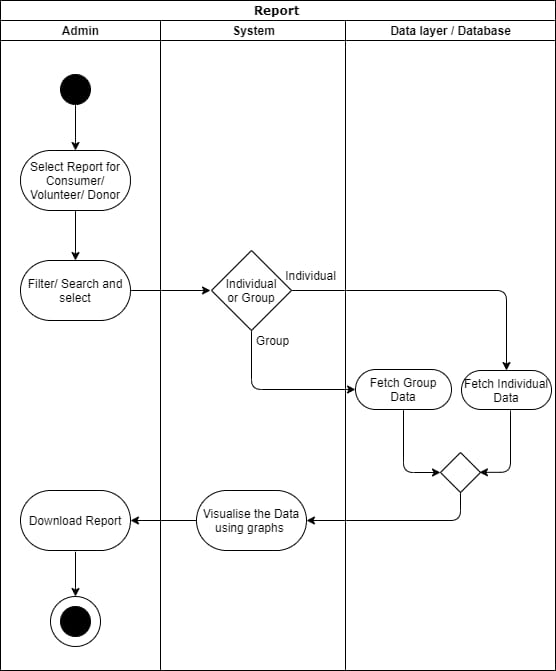 Report
Admin
System
Data layer / Database
Select Report for
Consumer/
Volunteer/ Donor
Filter/ Search and
select
Individual
or Group
Individual
Group
Fetch Group
Data
Fetch Individual
Data
Download Report
Visualise the Data
using graphs